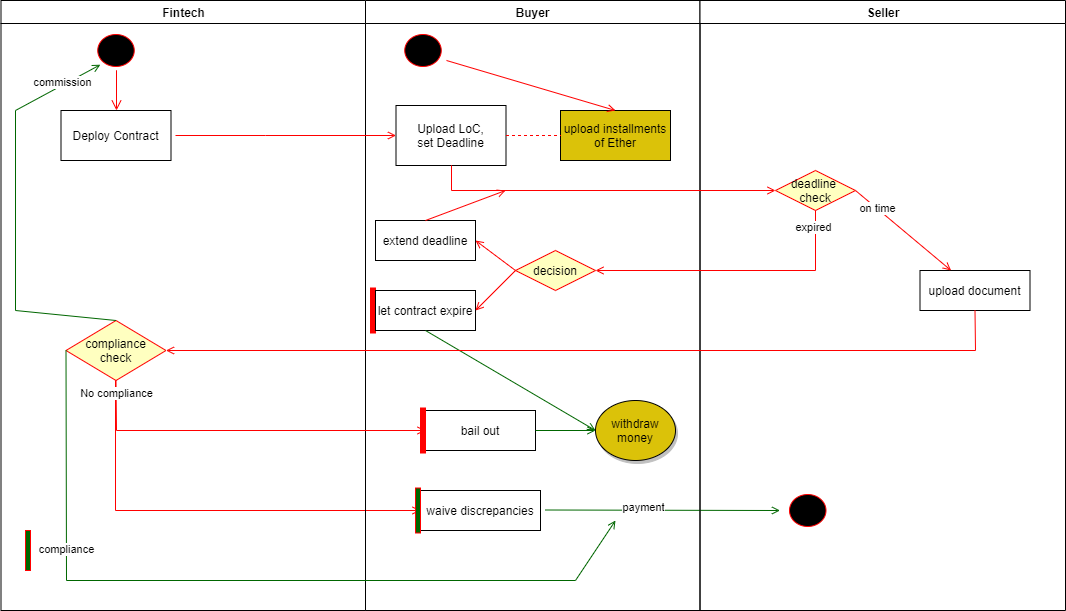 Fintech
Buyer
Seller
commission
Deploy Contract
Upload LoC,
set Deadline
upload installments
of Ether
deadline
check
on time
expired
extend deadline
decision
upload document
let contract expire
compliance
check
No compliance
bail out
withdraw
money
waive discrepancies
payment
compliance